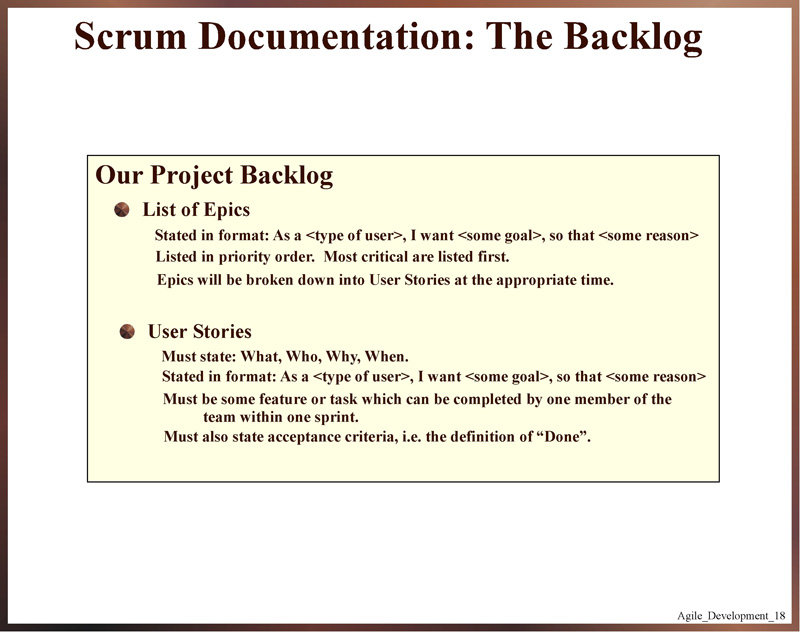 Scrum Documentation: The Backlog
Our Project Backlog
List of Epics
Stated in format: As a <type of user>, I want <some goal>, so that <some reason>
Listed in priority order.  Most critical are listed first.
Epics will be broken down into User Stories at the appropriate time.
User Stories
Must state: What, Who, Why, When.
Stated in format: As a <type of user>, I want <some goal>, so that <some reason>
Must be some feature or task which can be completed by one member of the
team within one sprint.
Must also state acceptance criteria, i.e. the definition of “Done”.
Agile_Development_18